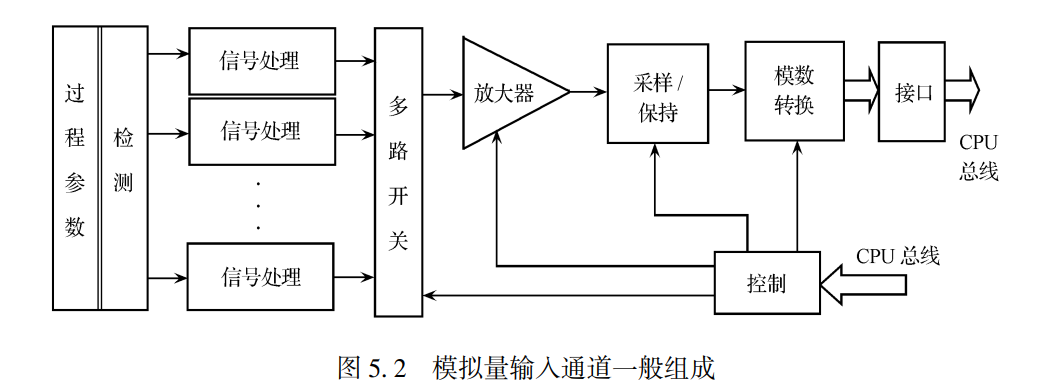 过程参数
检测
信号处理
信号处理
信号处理
多路开关
放大器
采样/
保持
模数
转换
接口
CPU
总线
控制
CPU 总线
图 5.2 模拟量输入通道一般组成